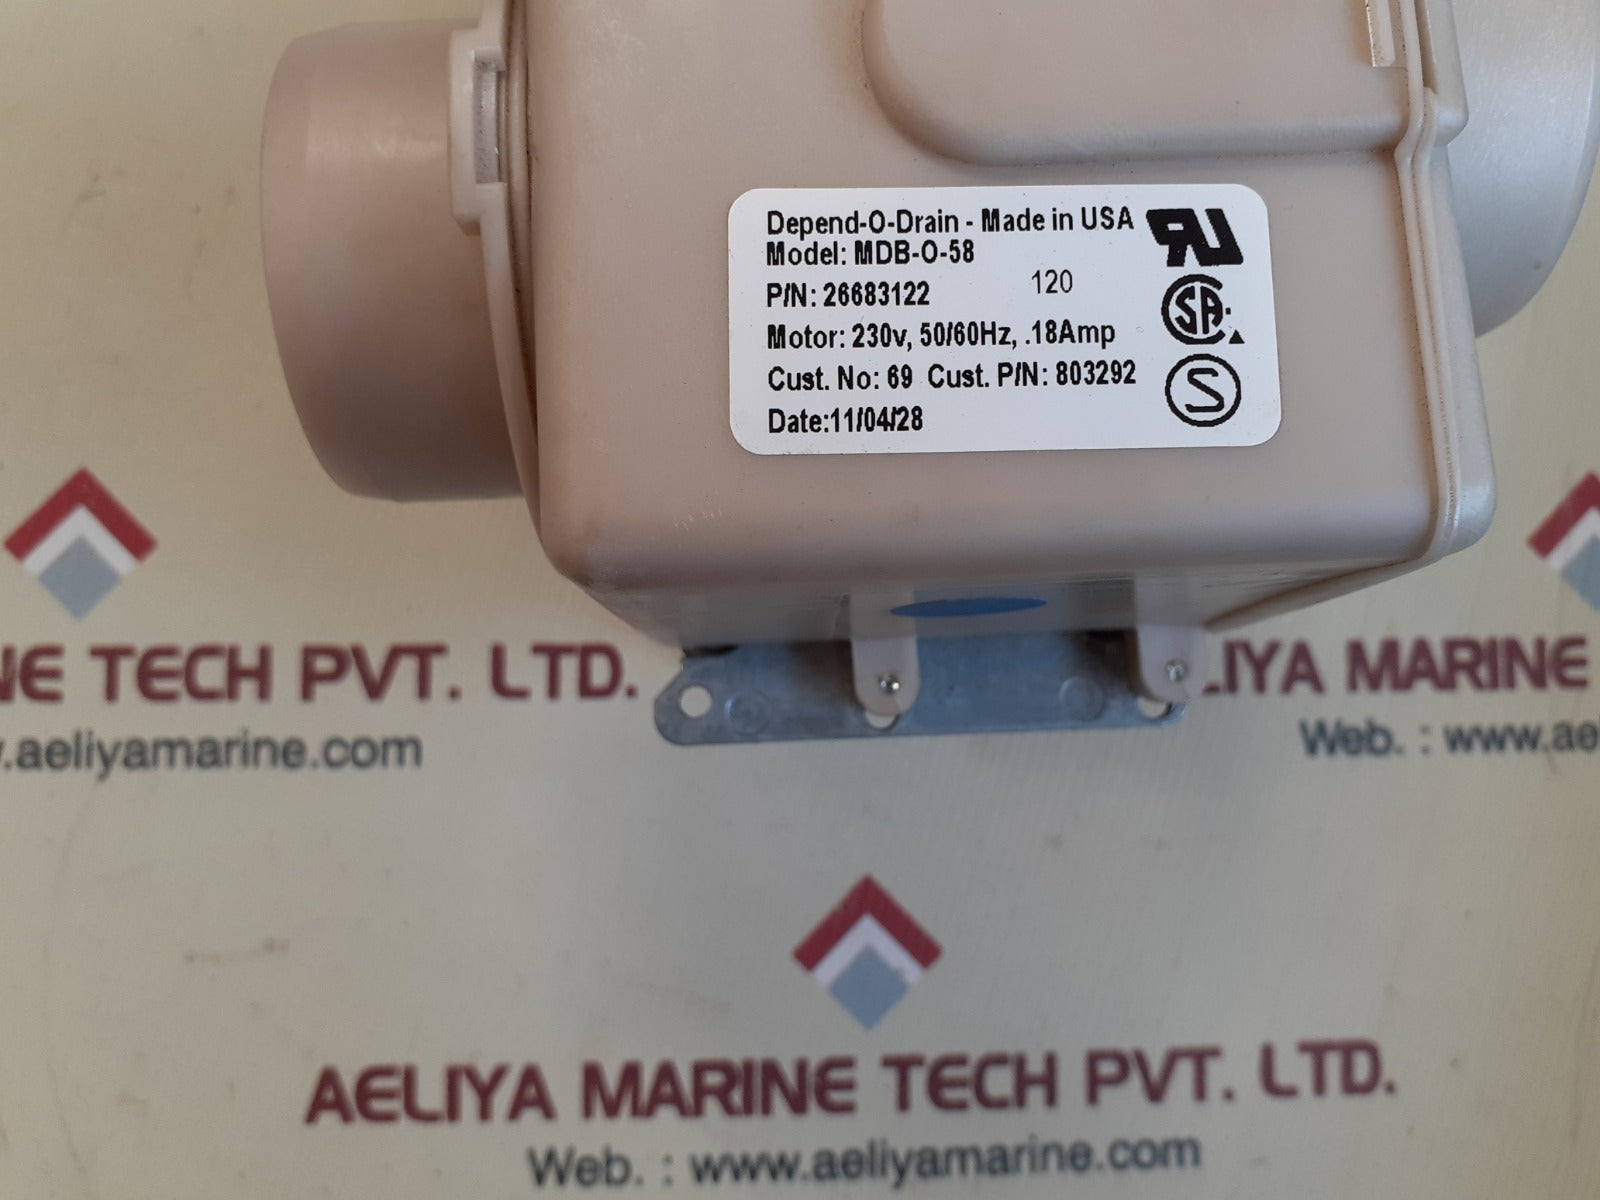 Depend-O-Drain - Made in USA
Model: MDB-O-58
P/N: 26683122 120
Motor: 230v, 50/60Hz, .18Amp
Cust. No: 69 Cust. P/N: 803292
Date:11/04/28
RU
SA
S
NE TECH PVT. LTD.
.aeliyamarine.com
LIYA MARINE
Web. : www.ae
AELIYA MARINE TECH PVT. LTD.
Web. : www.aeliyamarine.com